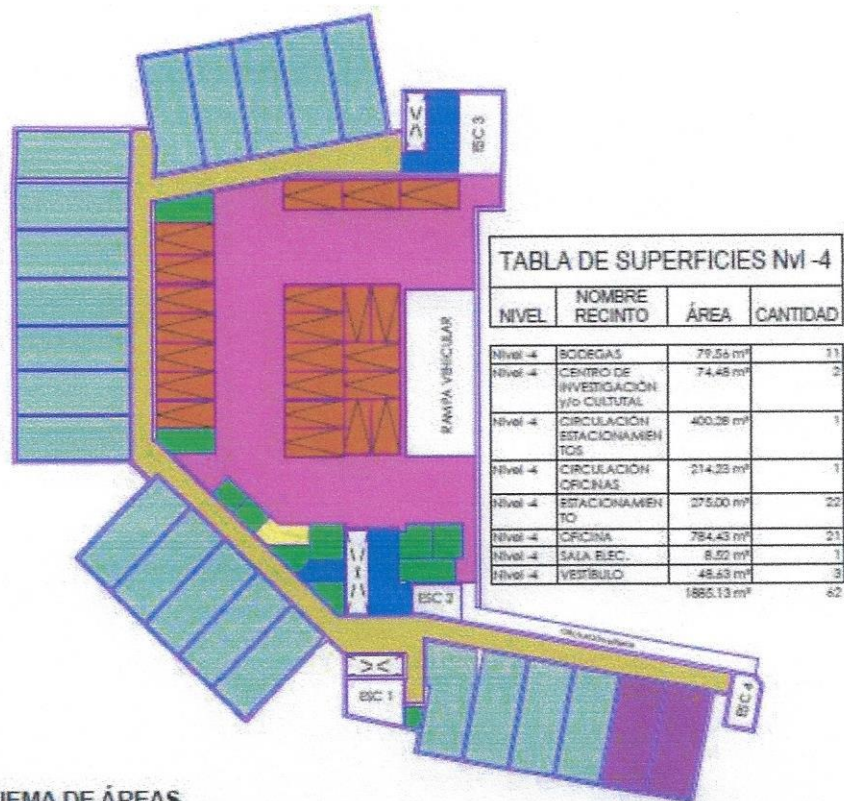 ESC 3
TABLA DE SUPERFICIES Nvl -4
NIVEL NOMBRE RECINTO ÁREA CANTIDAD
Nivel -4 BODEGAS 79.56 m² 11
Nivel -4 CENTRO DE INVESTIGACIÓN y/o CULTUTAL 74.48 m² 2
Nivel -4 CIRCULACIÓN ESTACIONAMIEN TOS 400.28 m² 1
Nivel -4 CIRCULACIÓN OFICINAS 214.23 m² 1
Nivel -4 ESTACIONAMIEN TO 275.00 m² 22
Nivel -4 OFICINA 784.43 m² 21
Nivel -4 SALA ELEC. 8.52 m² 1
Nivel -4 VESTÍBULO 48.63 m² 3
1885.13 m² 62
RAMPA VEHICULAR
ESC 2
ESC 1
ESC 4
DE ÁREAS